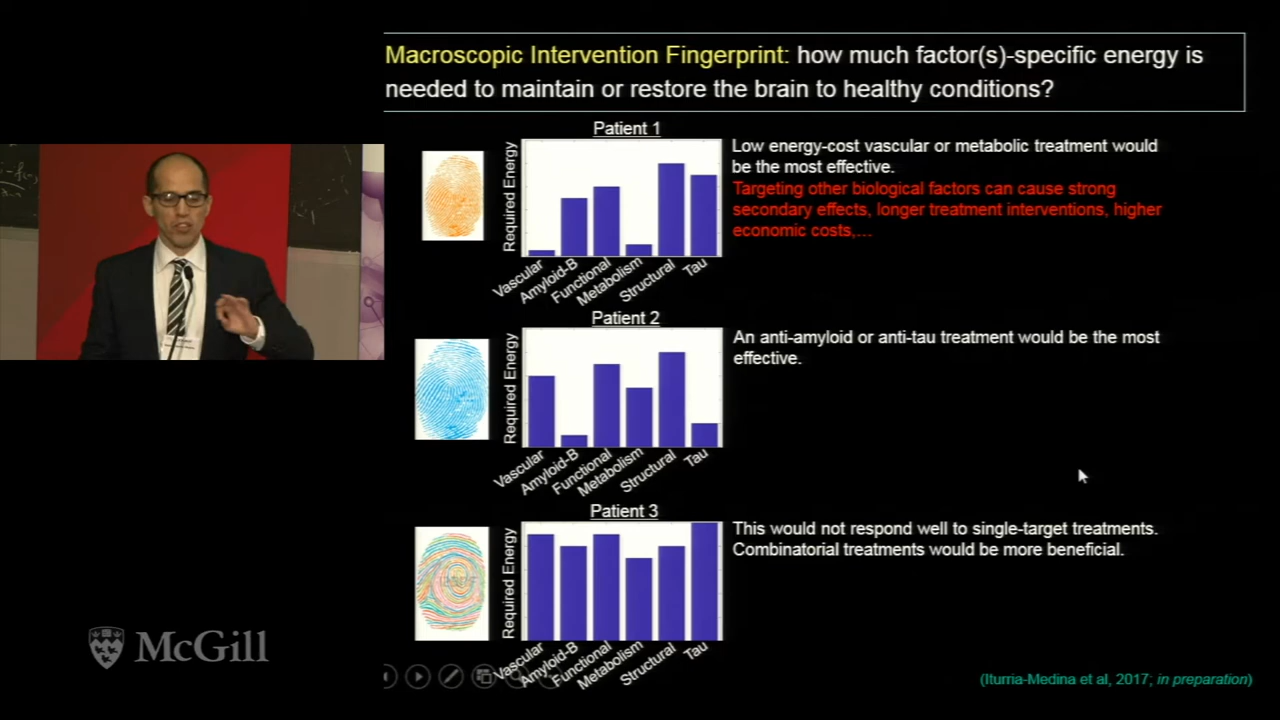 Macroscopic Intervention Fingerprint: how much factor(s)-specific energy is
needed to maintain or restore the brain to healthy conditions?
Patient 1
Required Energy
Vascular
Amyloid-B
Functional
Metabolism
Structural
Tau
Low energy-cost vascular or metabolic treatment would
be the most effective.
Targeting other biological factors can cause strong
secondary effects, longer treatment interventions, higher
economic costs,...
Patient 2
Required Energy
Vascular
Amyloid-B
Functional
Metabolism
Structural
Tau
An anti-amyloid or anti-tau treatment would be the most
effective.
Patient 3
Required Energy
Vascular
Amyloid-B
Functional
Metabolism
Structural
Tau
This would not respond well to single-target treatments.
Combinatorial treatments would be more beneficial.
McGill
(Iturria-Medina et al, 2017; in preparation)